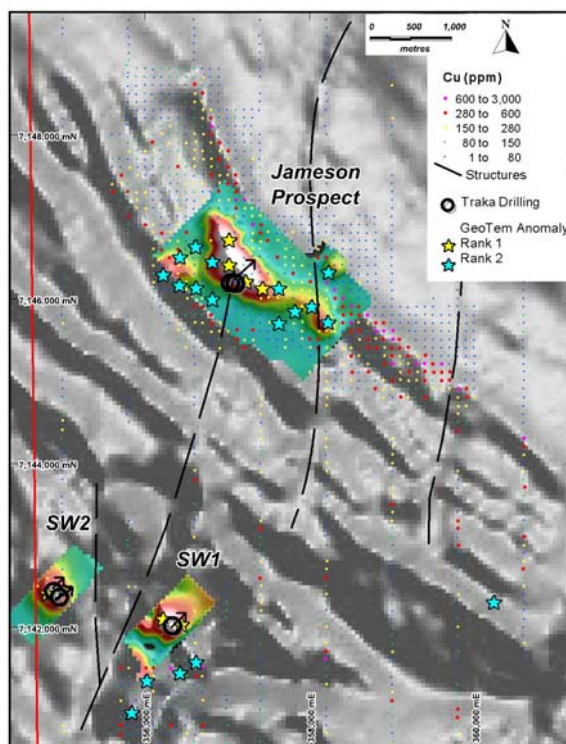 0 500 1,000
metres
N
Cu (ppm)
600 to 3,000
280 to 600
150 to 280
80 to 150
1 to 80
Structures
Traka Drilling
GeoTem Anomaly
Rank 1
Rank 2
7,148,000 mN
Jameson
Prospect
7,146,000 mN
7,144,000 mN
SW2
SW1
7,142,000 mN
356,000 mE
358,000 mE
360,000 mE